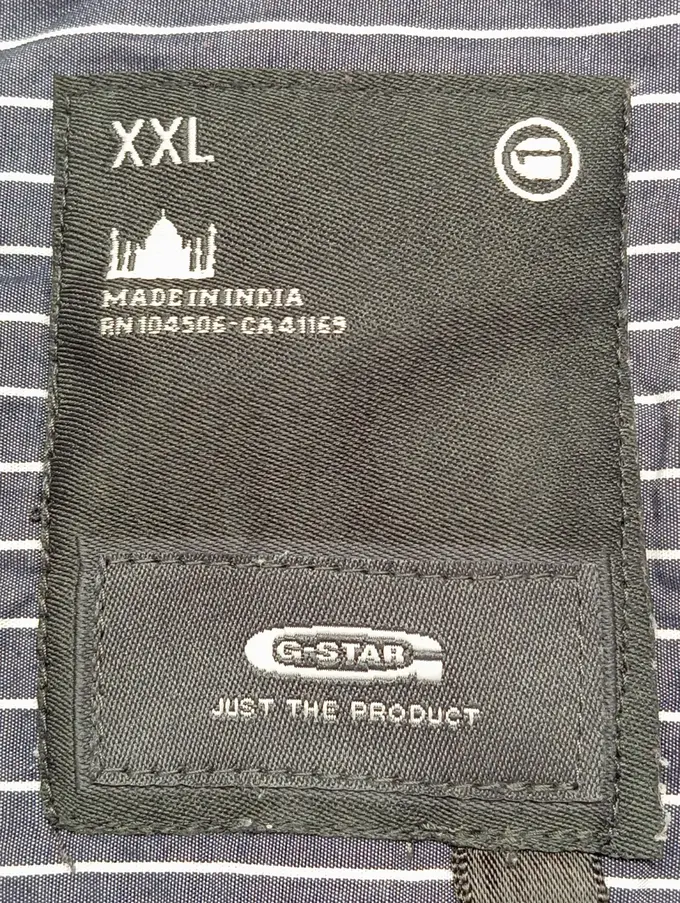 XXL
G
MADE IN INDIA
RN 104506-CA 41169
G-STAR
JUST THE PRODUCT